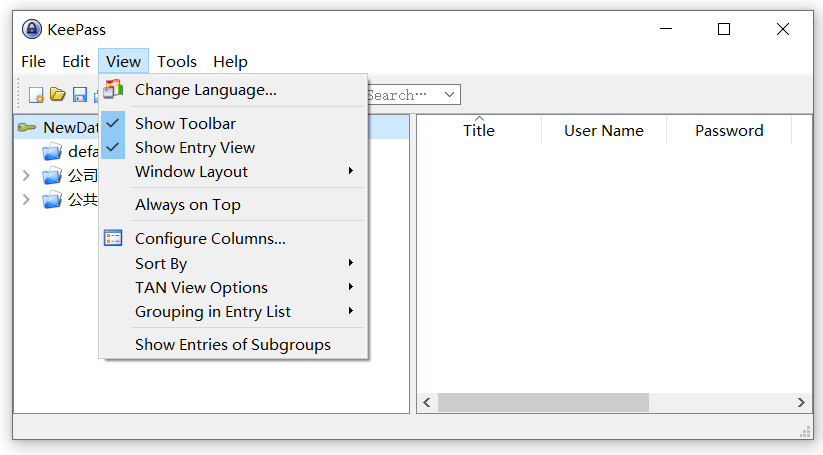 KeePass
File Edit View Tools Help
Change Language...
Search…
Show Toolbar
Show Entry View
Window Layout
Always on Top
Configure Columns...
Sort By
TAN View Options
Grouping in Entry List
Show Entries of Subgroups
NewDat
defa
公司
公共
Title User Name Password